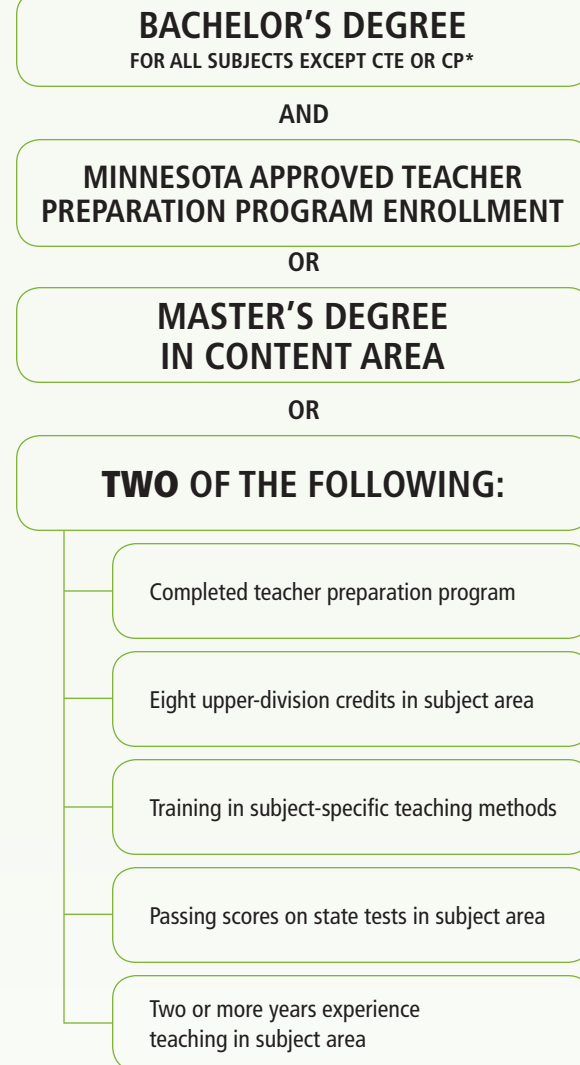 BACHELOR'S DEGREE
FOR ALL SUBJECTS EXCEPT CTE OR CP*
AND
MINNESOTA APPROVED TEACHER
PREPARATION PROGRAM ENROLLMENT
OR
MASTER'S DEGREE
IN CONTENT AREA
OR
TWO OF THE FOLLOWING:
Completed teacher preparation program
Eight upper-division credits in subject area
Training in subject-specific teaching methods
Passing scores on state tests in subject area
Two or more years experience
teaching in subject area